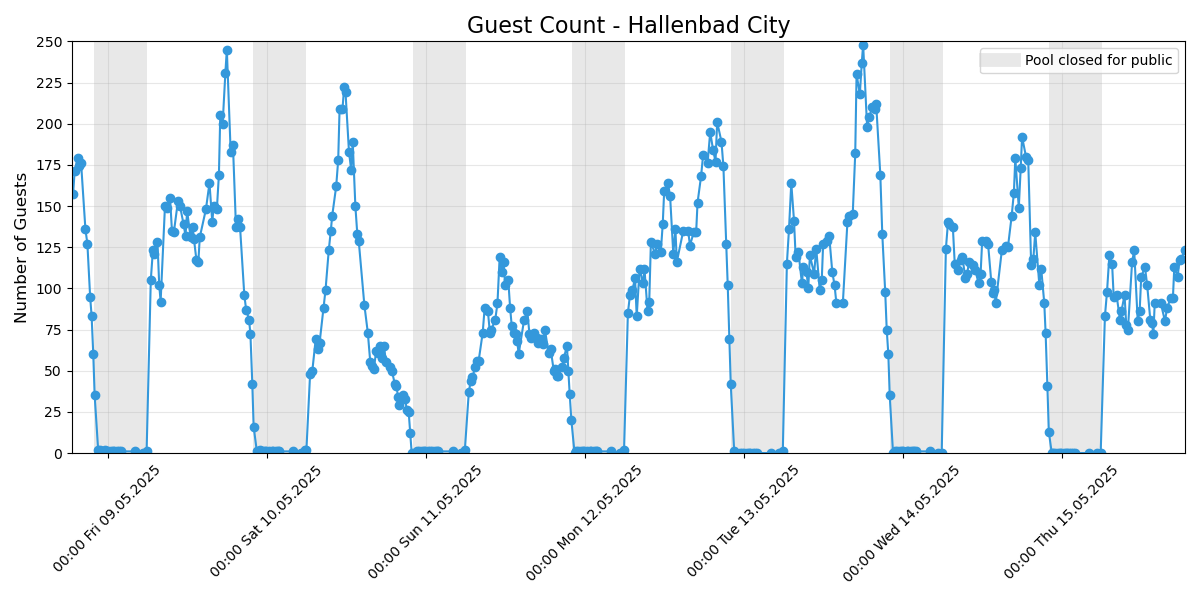 Guest Count - Hallenbad City
Pool closed for public
Number of Guests
250
225
200
175
150
125
100
75
50
25
0
00:00 Fri 09.05.2025
00:00 Sat 10.05.2025
00:00 Sun 11.05.2025
00:00 Mon 12.05.2025
00:00 Tue 13.05.2025
00:00 Wed 14.05.2025
00:00 Thu 15.05.2025